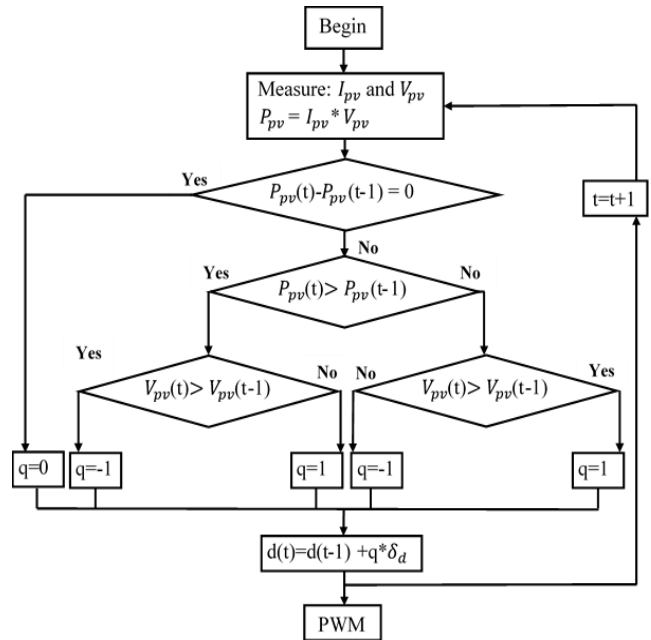 Begin
Measure: I_pv and V_pv
P_pv = I_pv* V_pv
Yes
P_pv(t)-P_pv(t-1) = 0
t=t+1
No
Yes
No
P_pv(t)> P_pv(t-1)
Yes
No
No
Yes
V_pv(t)> V_pv(t-1)
V_pv(t)> V_pv(t-1)
q=0
q=-1
q=1
q=-1
q=1
d(t)=d(t-1) +q*δ_d
PWM